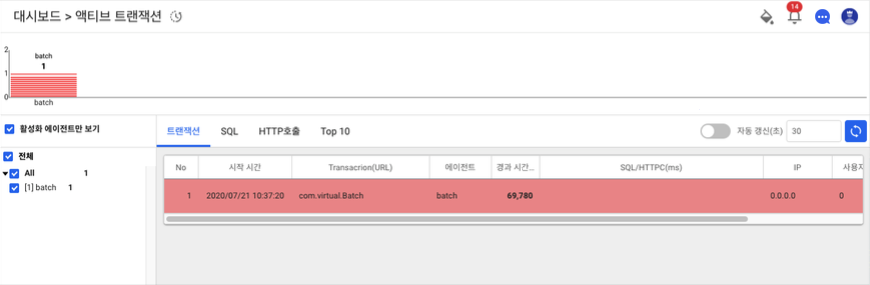 대시보드 > 액티브 트랜잭션
14
2
1
0
batch
1
batch
활성화 에이전트만 보기
트랜잭션 SQL HTTP호출 Top 10
자동 갱신(초) 30
전체
All 1
[1] batch 1
No 시작 시간 Transacrion(URL) 에이전트 경과 시간... SQL/HTTPC(ms) IP 사용자
1 2020/07/21 10:37:20 com.virtual.Batch batch 69,780 0.0.0.0 0